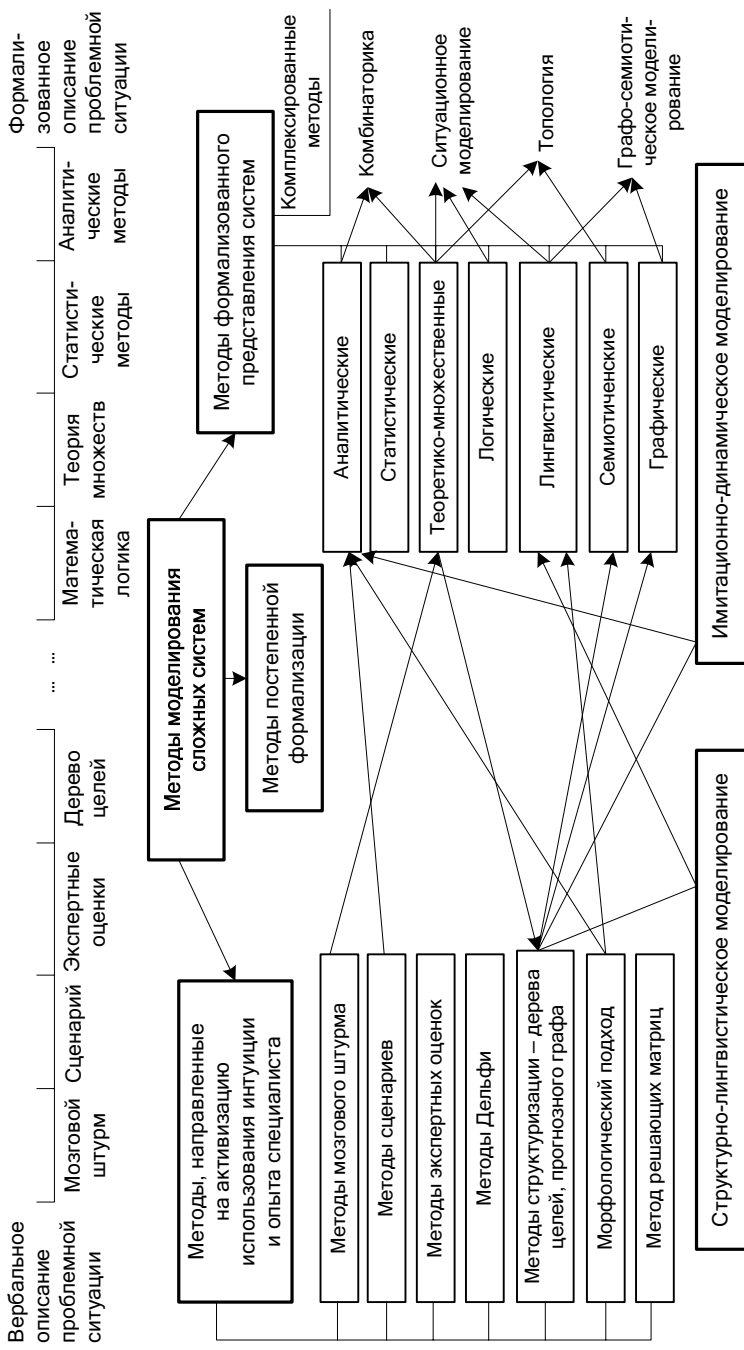 Вербальное
описание
проблемной
ситуации
Мозговой
штурм
Сценарий
Экспертные
оценки
Дерево
целей
... ...
Матема-
тическая
логика
Теория
множеств
Статисти-
ческие
методы
Аналити-
ческие
методы
Формали-
зованное
описание
проблемной
ситуации
Методы моделирования
сложных систем
Методы, направленные
на активизацию
использования интуиции
и опыта специалиста
Методы постепенной
формализации
Методы формализованного
представления систем
Комплексированные
методы
Методы мозгового штурма
Методы сценариев
Методы экспертных оценок
Методы Дельфи
Методы структуризации – дерева
целей, прогнозного графа
Морфологический подход
Метод решающих матриц
Аналитические
Статистические
Теоретико-множественные
Логические
Лингвистические
Семиотиченские
Графические
Комбинаторика
Ситуационное
моделирование
Топология
Графо-семиоти-
ческое модели-
рование
Структурно-лингвистическое моделирование
Имитационно-динамическое моделирование